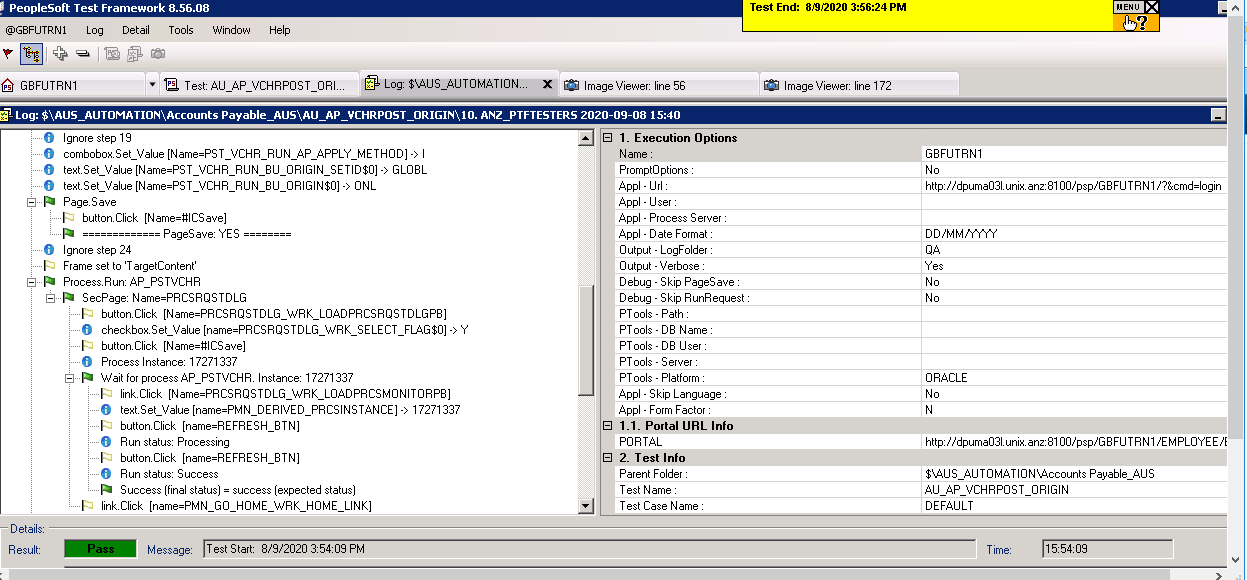 PeopleSoft Test Framework 8.56.08
Test End: 8/9/2020 3:56:24 PM
MENU
?
@GBFUTRN1 Log Detail Tools Window Help
GBFUTRN1
Test: AU_AP_VCHRPOST_ORI...
Log: $\AUS_AUTOMATION...
Image Viewer: line 56
Image Viewer: line 172
Log: $\AUS_AUTOMATION\Accounts Payable_AUS\AU_AP_VCHRPOST_ORIGIN\10. ANZ_PTFTESTERS 2020-09-08 15:40
Ignore step 19
combobox.Set_Value [Name=PST_VCHR_RUN_AP_APPLY_METHOD] -> I
text.Set_Value [Name=PST_VCHR_RUN_BU_ORIGIN_SETID$0] -> GLOBL
text.Set_Value [Name=PST_VCHR_RUN_BU_ORIGIN$0] -> ONL
Page.Save
button.Click [Name=#ICSave]
============= PageSave: YES ========
Ignore step 24
Frame set to 'TargetContent'
Process.Run: AP_PSTVCHR
SecPage: Name=PRCSRQSTDLG
button.Click [Name=PRCSRQSTDLG_WRK_LOADPRCSRQSTDLGPB]
checkbox.Set_Value [name=PRCSRQSTDLG_WRK_SELECT_FLAG$0] -> Y
button.Click [Name=#ICSave]
Process Instance: 17271337
Wait for process AP_PSTVCHR. Instance: 17271337
link.Click [Name=PRCSRQSTDLG_WRK_LOADPRCSMONITORPB]
text.Set_Value [name=PMN_DERIVED_PRCSINSTANCE] -> 17271337
button.Click [name=REFRESH_BTN]
Run status: Processing
button.Click [name=REFRESH_BTN]
Run status: Success
Success (final status) = success (expected status)
link.Click [name=PMN_GO_HOME_WRK_HOME_LINK]
1. Execution Options
Name : GBFUTRN1
PromptOptions : No
Appl - Url : http://dpuma03l.unix.anz:8100/psp/GBFUTRN1/?&cmd=login
Appl - User :
Appl - Process Server :
Appl - Date Format : DD/MM/YYYY
Output - LogFolder : QA
Output - Verbose : Yes
Debug - Skip PageSave : No
Debug - Skip RunRequest : No
PTools - Path :
PTools - DB Name :
PTools - DB User :
PTools - Server :
PTools - Platform : ORACLE
Appl - Skip Language : No
Appl - Form Factor : N
1.1. Portal URL Info
PORTAL http://dpuma03l.unix.anz:8100/psp/GBFUTRN1/EMPLOYEE/E
2. Test Info
Parent Folder : $\AUS_AUTOMATION\Accounts Payable_AUS
Test Name : AU_AP_VCHRPOST_ORIGIN
Test Case Name : DEFAULT
Details:
Result: Pass Message: Test Start: 8/9/2020 3:54:09 PM Time: 15:54:09